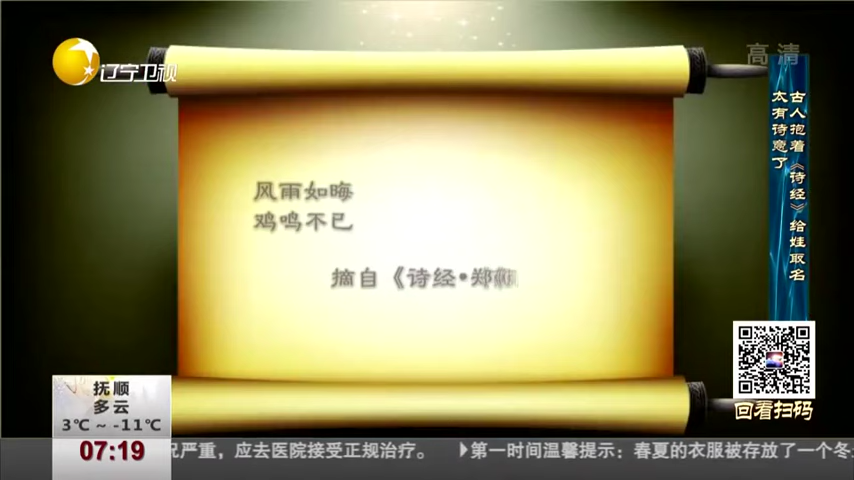 辽宁卫视
高清
古人抱着《诗经》给娃取名
太有诗意了
风雨如晦
鸡鸣不已
摘自《诗经·郑
回看扫码
抚顺
多云
3℃~-11℃
07:19
况严重，应去医院接受正规治疗。 第一时间温馨提示：春夏的衣服被存放了一个冬